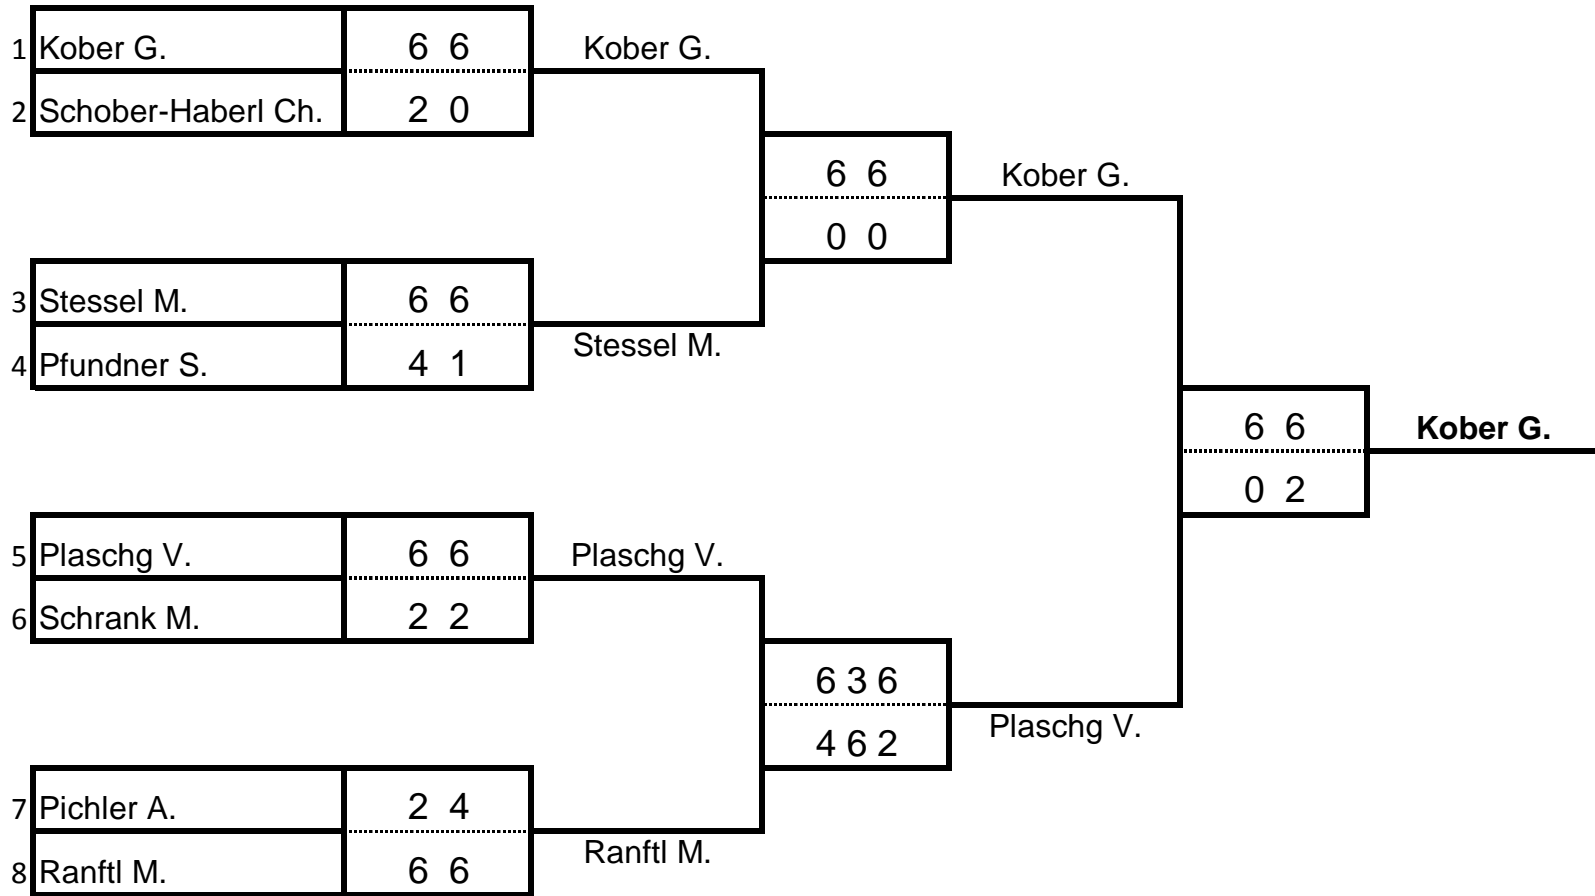 1 Kober G. 6 6 Kober G.
2 Schober-Haberl Ch. 2 0
6 6 Kober G.
0 0
3 Stessel M. 6 6
Stessel M.
4 Pfundner S. 4 1
6 6 Kober G.
0 2
5 Plaschg V. 6 6 Plaschg V.
6 Schrank M. 2 2
6 3 6
Plaschg V.
4 6 2
7 Pichler A. 2 4
Ranftl M.
8 Ranftl M. 6 6